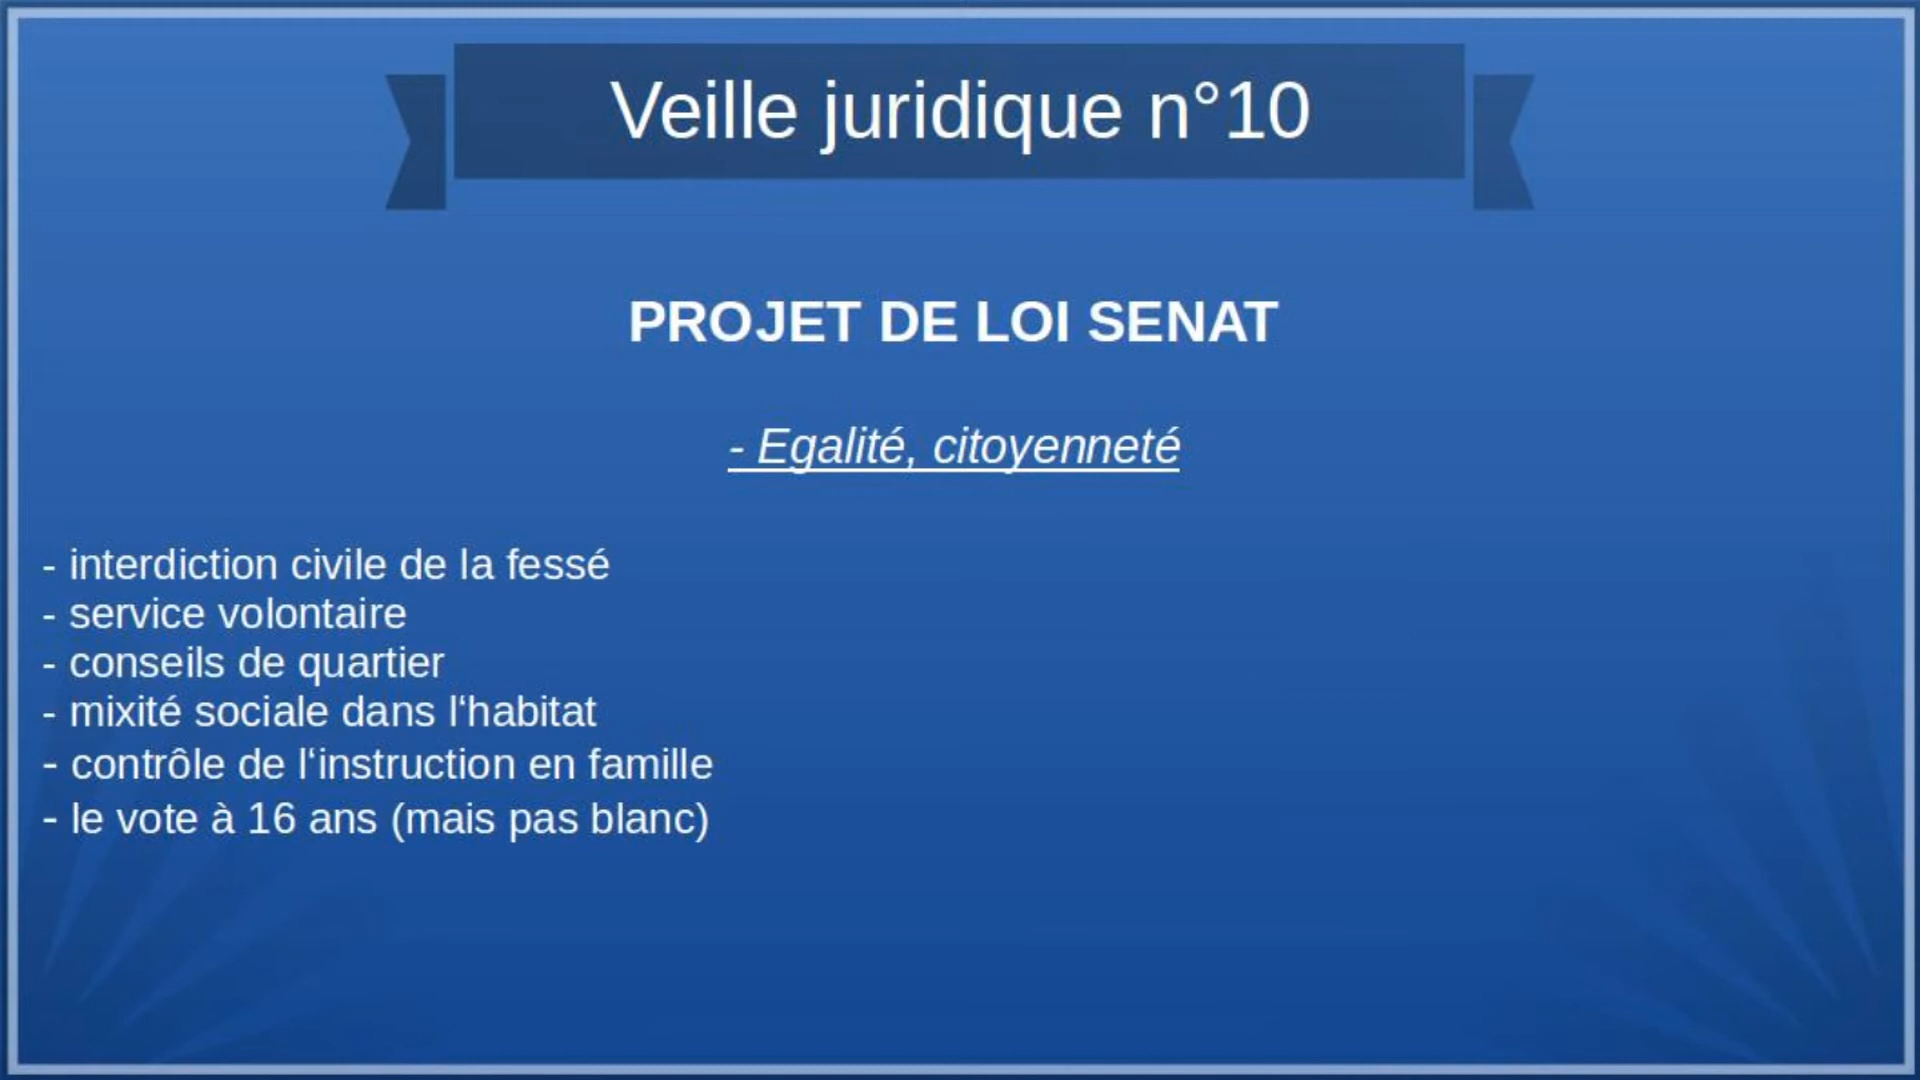 Veille juridique n°10
PROJET DE LOI SENAT
- Egalité, citoyenneté
- interdiction civile de la fessé
- service volontaire
- conseils de quartier
- mixité sociale dans l‘habitat
- contrôle de l‘instruction en famille
- le vote à 16 ans (mais pas blanc)